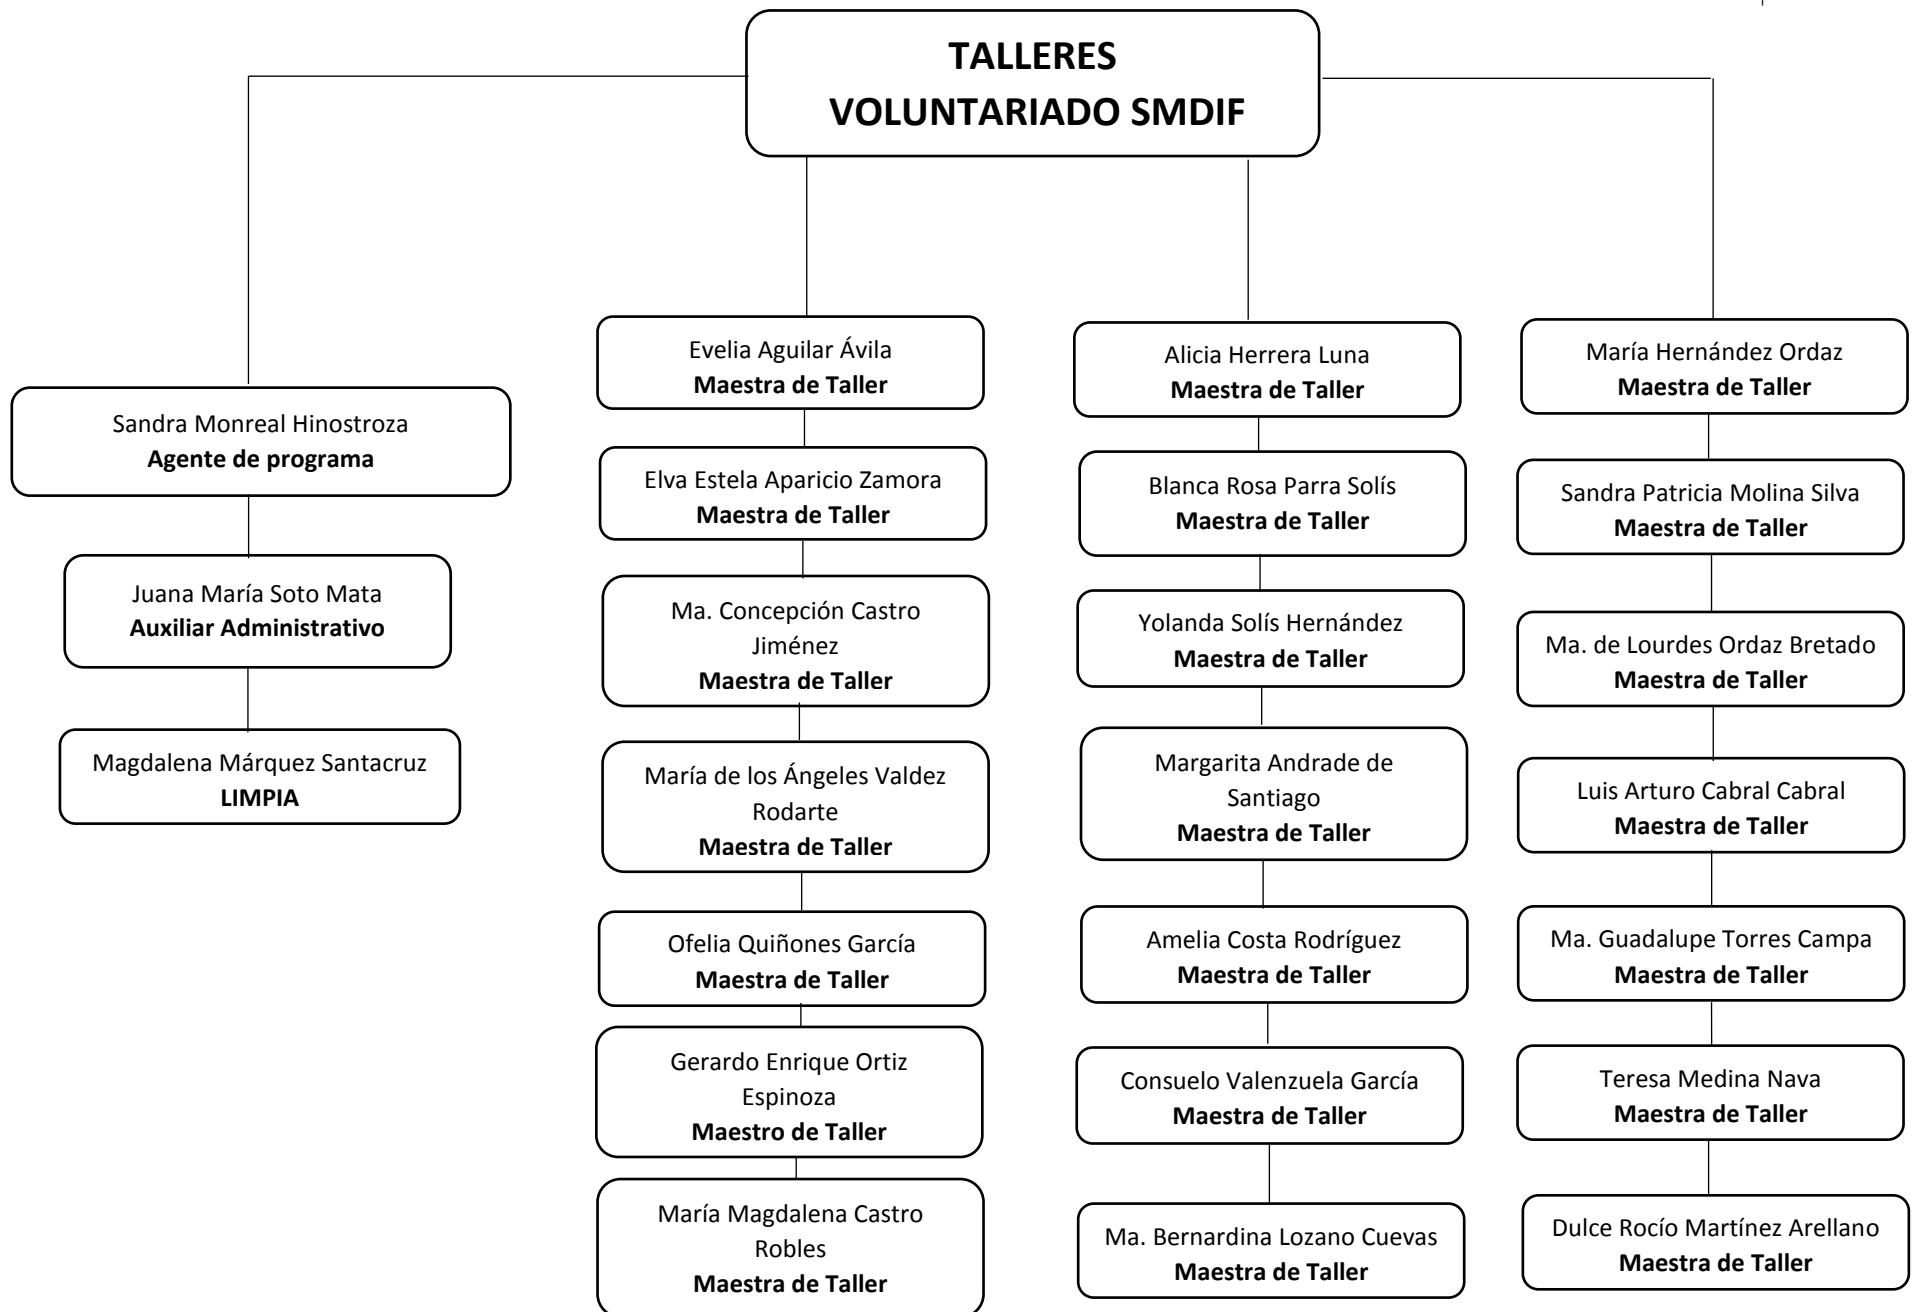 TALLERES
VOLUNTARIADO SMDIF
Sandra Monreal Hinostroza
Agente de programa
Juana María Soto Mata
Auxiliar Administrativo
Magdalena Márquez Santacruz
LIMPIA
Evelia Aguilar Ávila
Maestra de Taller
Elva Estela Aparicio Zamora
Maestra de Taller
Ma. Concepción Castro
Jiménez
Maestra de Taller
María de los Ángeles Valdez
Rodarte
Maestra de Taller
Ofelia Quiñones García
Maestra de Taller
Gerardo Enrique Ortiz
Espinoza
Maestro de Taller
María Magdalena Castro
Robles
Maestra de Taller
Alicia Herrera Luna
Maestra de Taller
Blanca Rosa Parra Solís
Maestra de Taller
Yolanda Solís Hernández
Maestra de Taller
Margarita Andrade de
Santiago
Maestra de Taller
Amelia Costa Rodríguez
Maestra de Taller
Consuelo Valenzuela García
Maestra de Taller
Ma. Bernardina Lozano Cuevas
Maestra de Taller
María Hernández Ordaz
Maestra de Taller
Sandra Patricia Molina Silva
Maestra de Taller
Ma. de Lourdes Ordaz Bretado
Maestra de Taller
Luis Arturo Cabral Cabral
Maestra de Taller
Ma. Guadalupe Torres Campa
Maestra de Taller
Teresa Medina Nava
Maestra de Taller
Dulce Rocío Martínez Arellano
Maestra de Taller